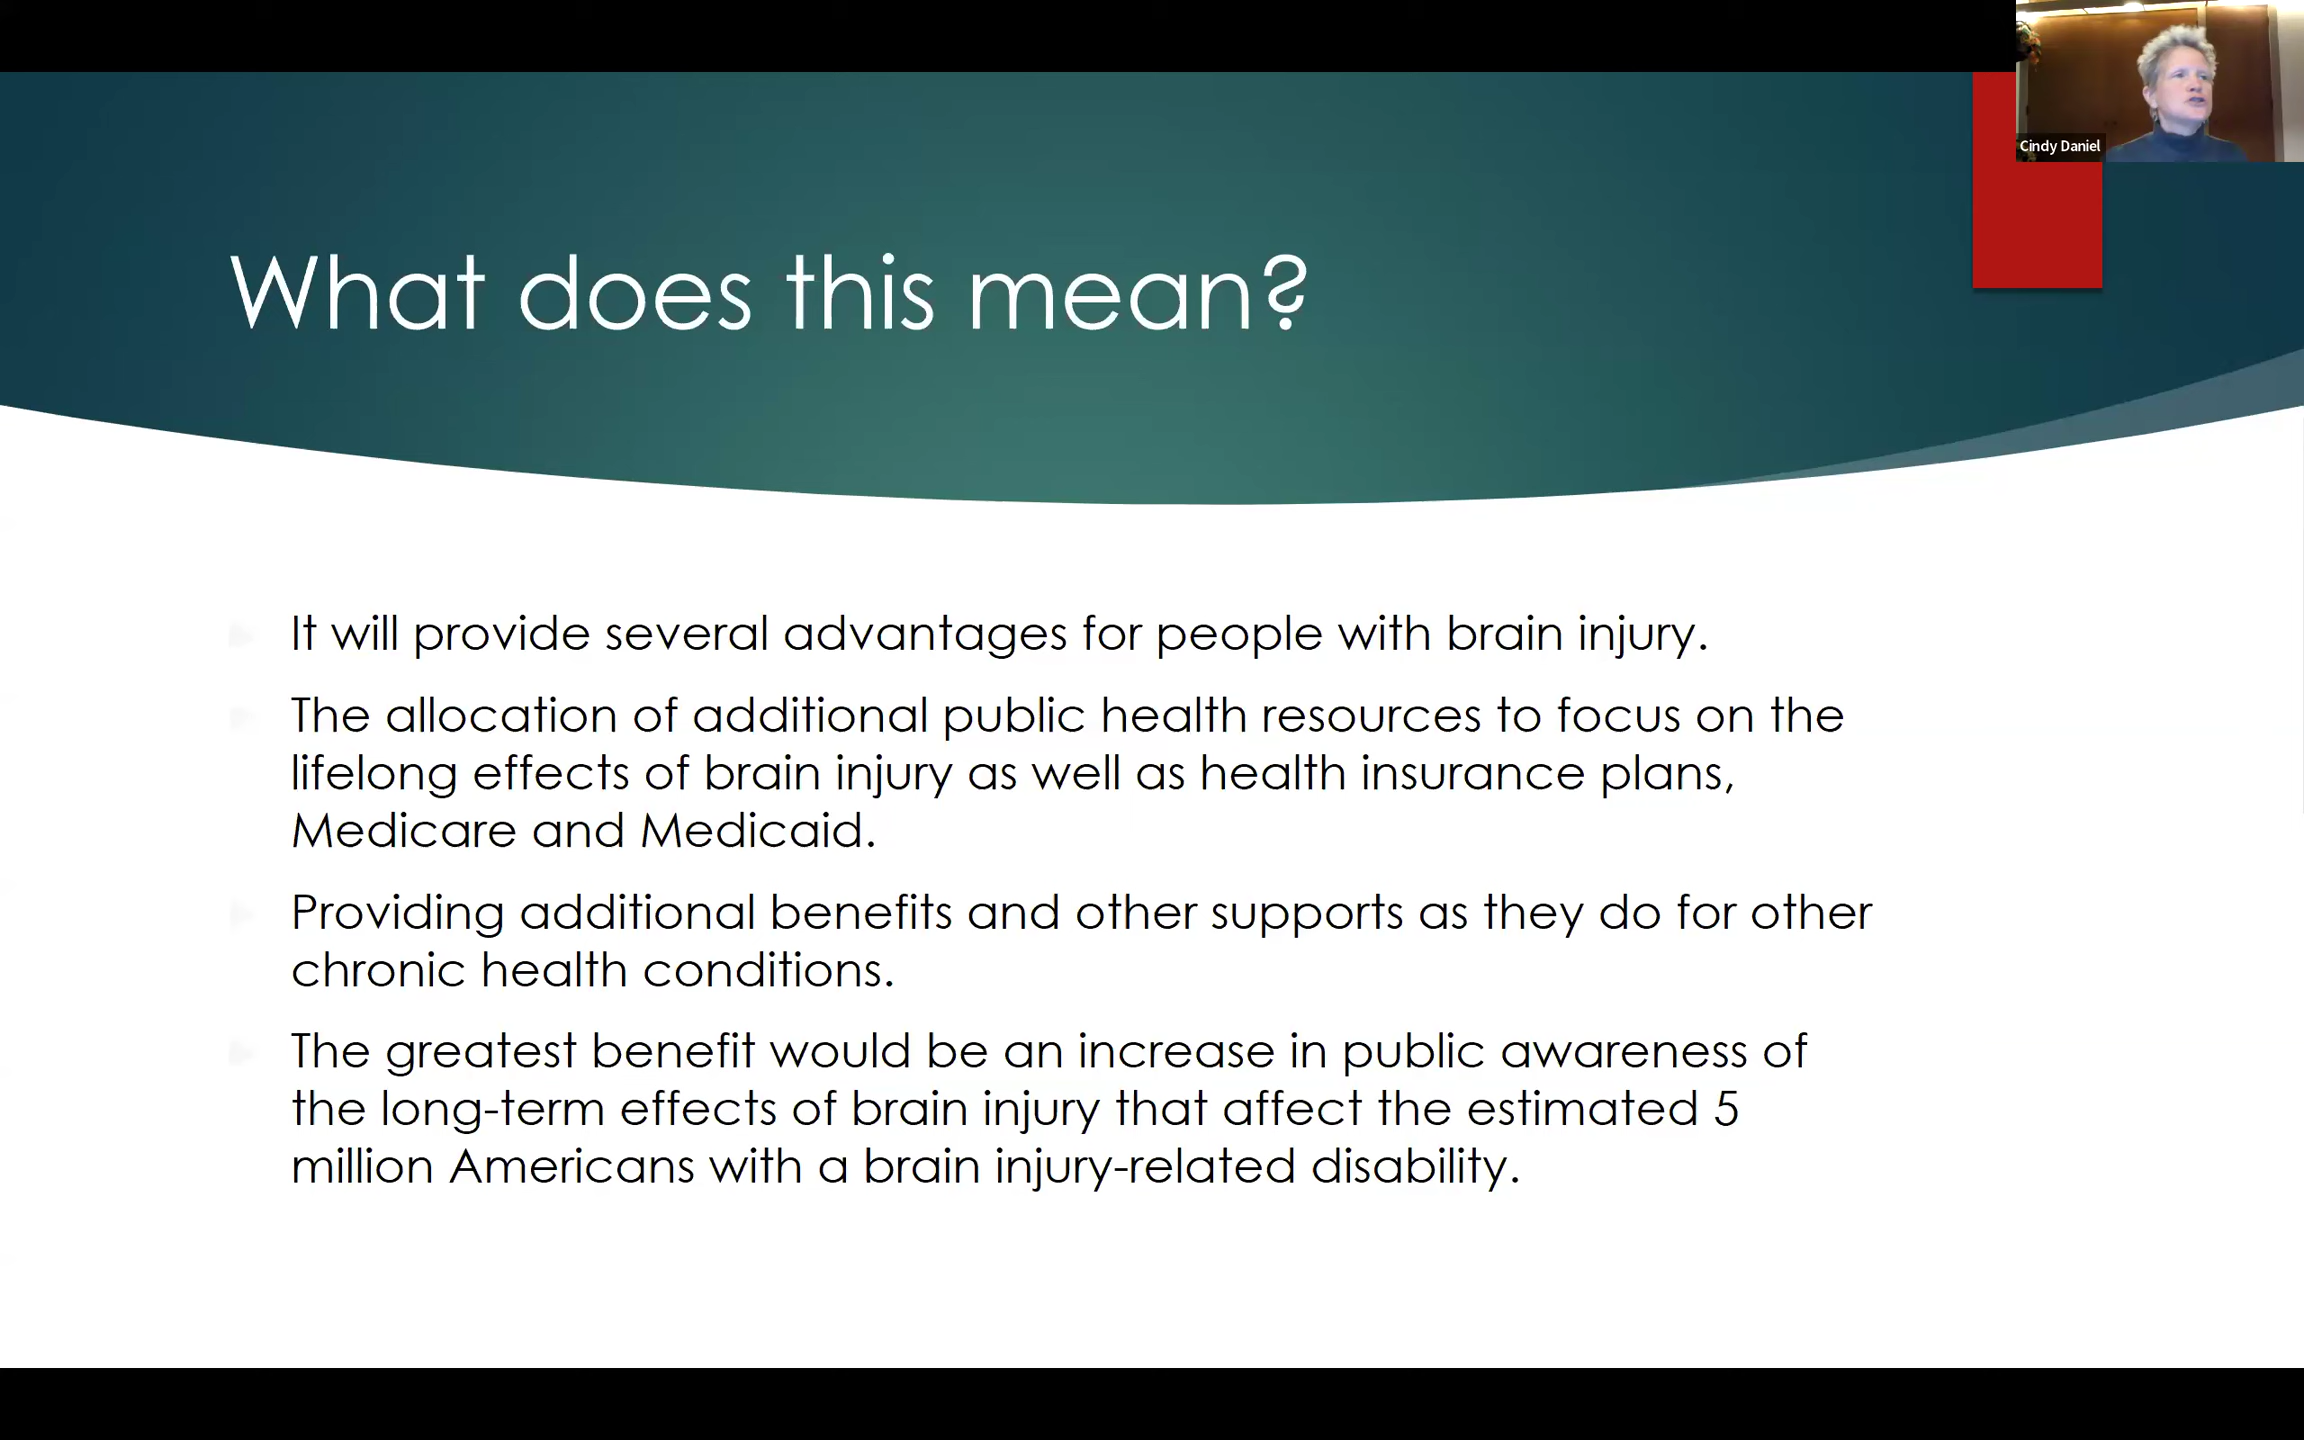 Cindy Daniel
What does this mean?
It will provide several advantages for people with brain injury.
The allocation of additional public health resources to focus on the
lifelong effects of brain injury as well as health insurance plans,
Medicare and Medicaid.
Providing additional benefits and other supports as they do for other
chronic health conditions.
The greatest benefit would be an increase in public awareness of
the long-term effects of brain injury that affect the estimated 5
million Americans with a brain injury-related disability.